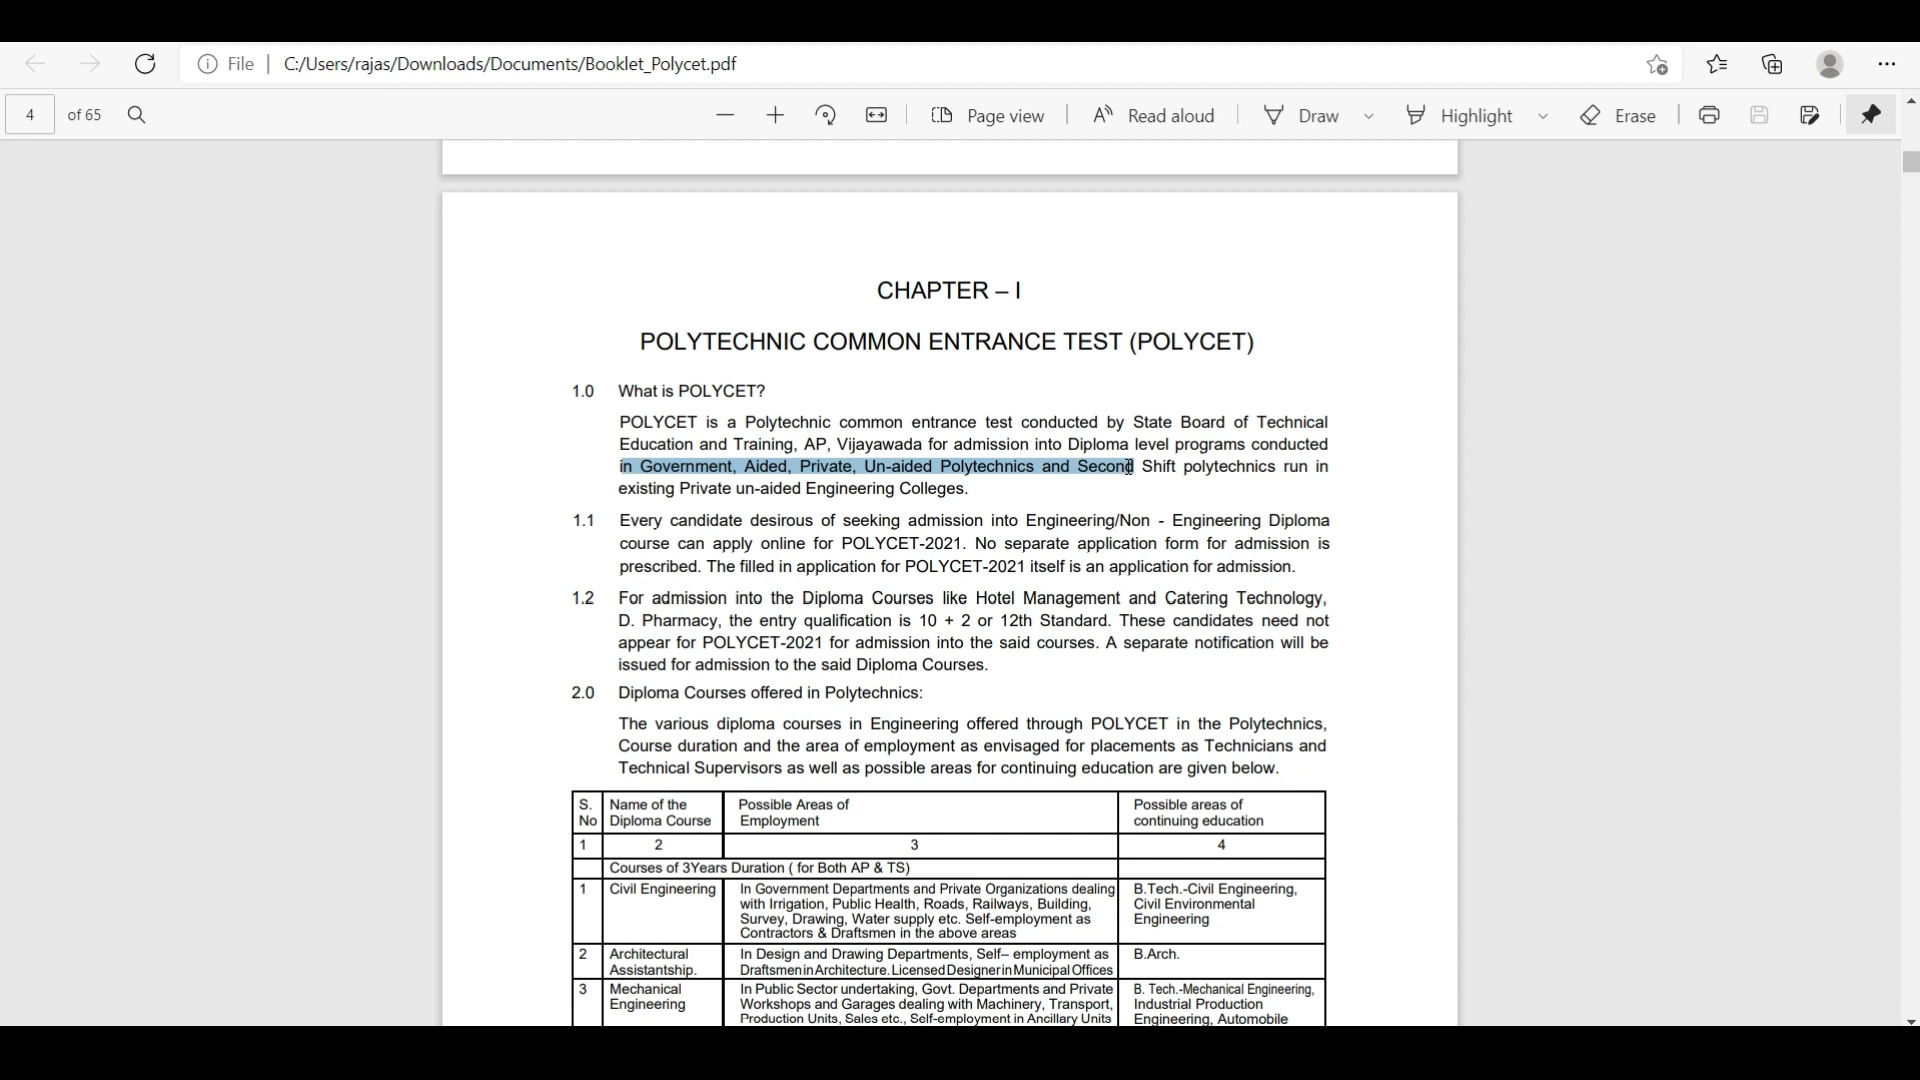 File
C:/Users/rajas/Downloads/Documents/Booklet_Polycet.pdf
4 of 65
Page view
Read aloud
Draw
Highlight
Erase
CHAPTER – I
POLYTECHNIC COMMON ENTRANCE TEST (POLYCET)
1.0 What is POLYCET?
POLYCET is a Polytechnic common entrance test conducted by State Board of Technical
Education and Training, AP, Vijayawada for admission into Diploma level programs conducted
in Government, Aided, Private, Un-aided Polytechnics and Second Shift polytechnics run in
existing Private un-aided Engineering Colleges.
1.1 Every candidate desirous of seeking admission into Engineering/Non - Engineering Diploma
course can apply online for POLYCET-2021. No separate application form for admission is
prescribed. The filled in application for POLYCET-2021 itself is an application for admission.
1.2 For admission into the Diploma Courses like Hotel Management and Catering Technology,
D. Pharmacy, the entry qualification is 10 + 2 or 12th Standard. These candidates need not
appear for POLYCET-2021 for admission into the said courses. A separate notification will be
issued for admission to the said Diploma Courses.
2.0 Diploma Courses offered in Polytechnics:
The various diploma courses in Engineering offered through POLYCET in the Polytechnics,
Course duration and the area of employment as envisaged for placements as Technicians and
Technical Supervisors as well as possible areas for continuing education are given below.
S. Name of the Possible Areas of Possible areas of
No Diploma Course Employment continuing education
1 2 3 4
Courses of 3Years Duration ( for Both AP & TS)
1 Civil Engineering In Government Departments and Private Organizations dealing B.Tech.-Civil Engineering,
with Irrigation, Public Health, Roads, Railways, Building, Civil Environmental
Survey, Drawing, Water supply etc. Self-employment as Engineering
Contractors & Draftsmen in the above areas
2 Architectural In Design and Drawing Departments, Self– employment as B.Arch.
Assistantship. DraftsmeninArchitecture.LicensedDesignerinMunicipalOffices
3 Mechanical In Public Sector undertaking, Govt. Departments and Private B. Tech.-Mechanical Engineering,
Engineering Workshops and Garages dealing with Machinery, Transport, Industrial Production
Production Units, Sales etc., Self-employment in Ancillary Units Engineering, Automobile